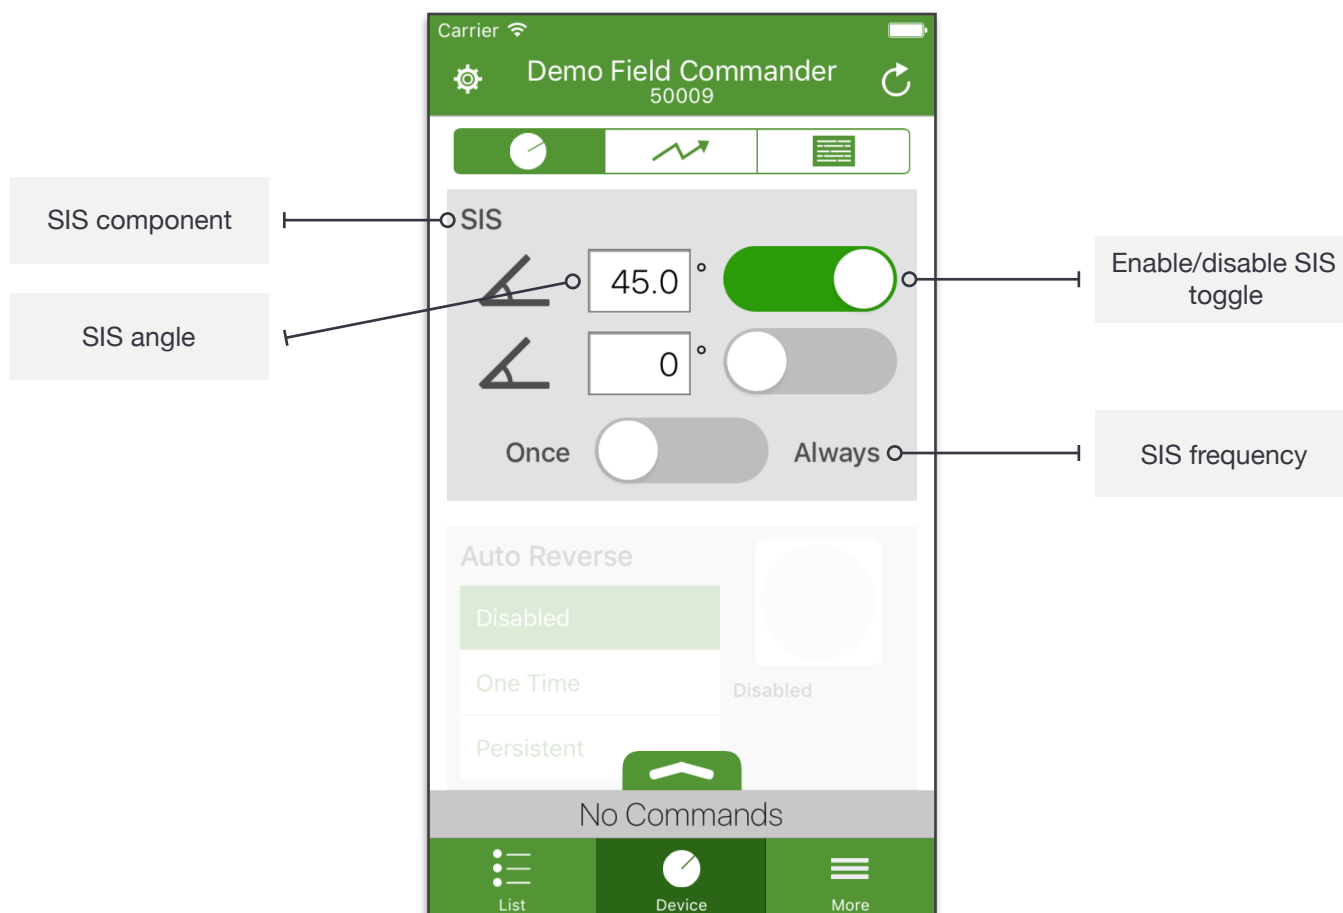 Carrier
Demo Field Commander
50009
SIS component
SIS
45.0 °
Enable/disable SIS
toggle
SIS angle
0 °
Once
Always
SIS frequency
Auto Reverse
Disabled
One Time
Disabled
Persistent
No Commands
List
Device
More